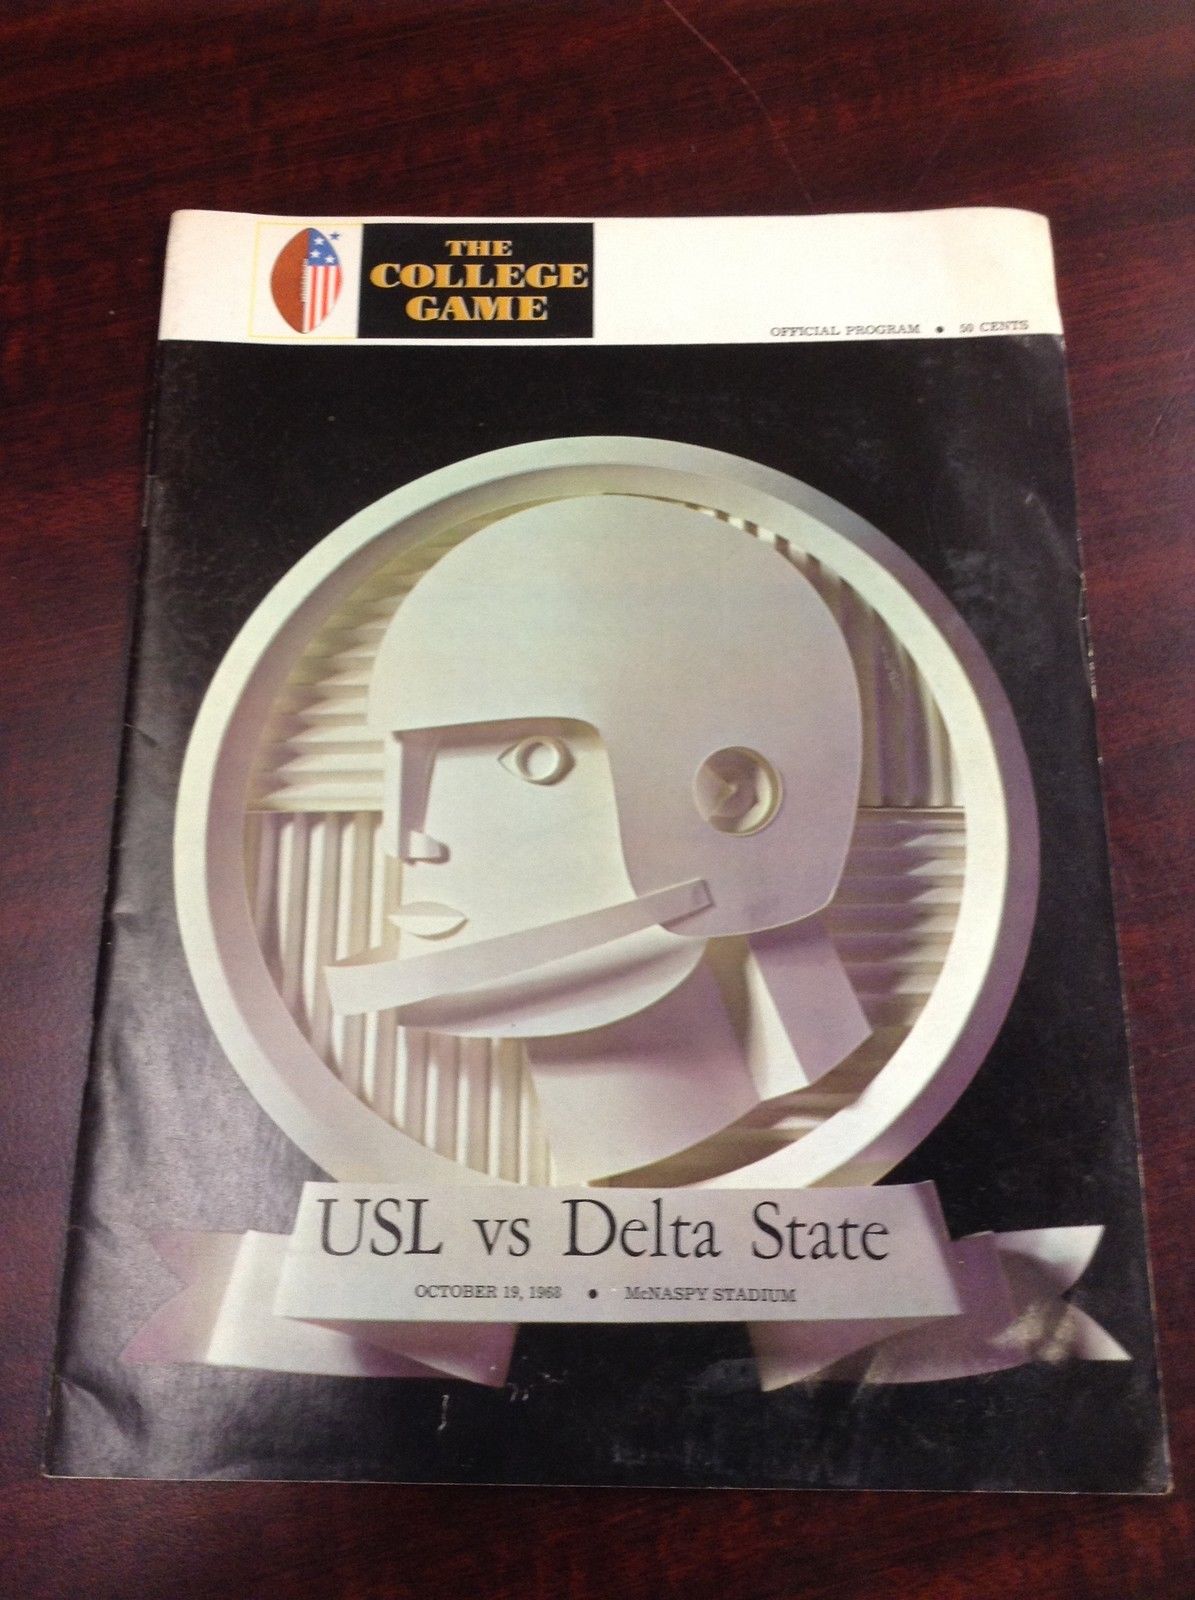 THE
COLLEGE
GAME
OFFICIAL PROGRAM • 50 CENTS
USL vs Delta State
OCTOBER 19, 1968 • McNASPY STADIUM